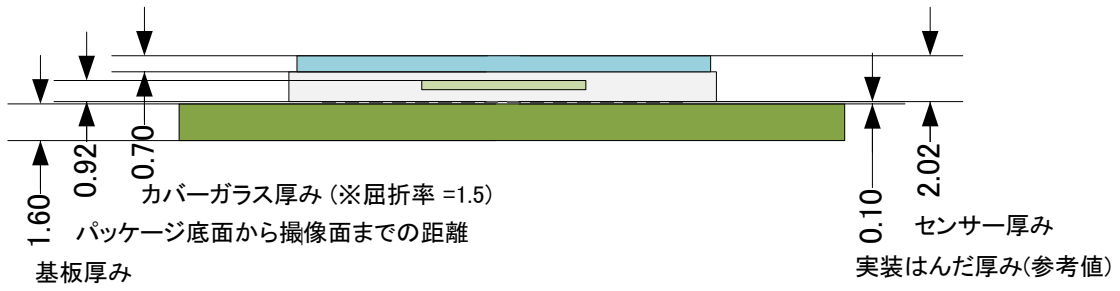 1.60
0.92
0.70
カバーガラス厚み (※屈折率 =1.5)
パッケージ底面から撮像面までの距離
基板厚み
0.10
2.02
センサー厚み
実装はんだ厚み(参考値)